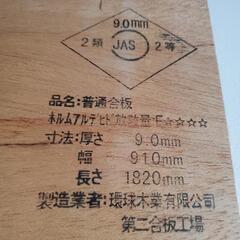 9.0mm
2類 JAS 2等
品名：普通合板
ホルムアルデヒド放散量 F☆☆☆☆
寸法：厚さ 9.0mm
幅 910mm
長さ 1820mm
製造業者：環球木業有限公司
第二合板工場